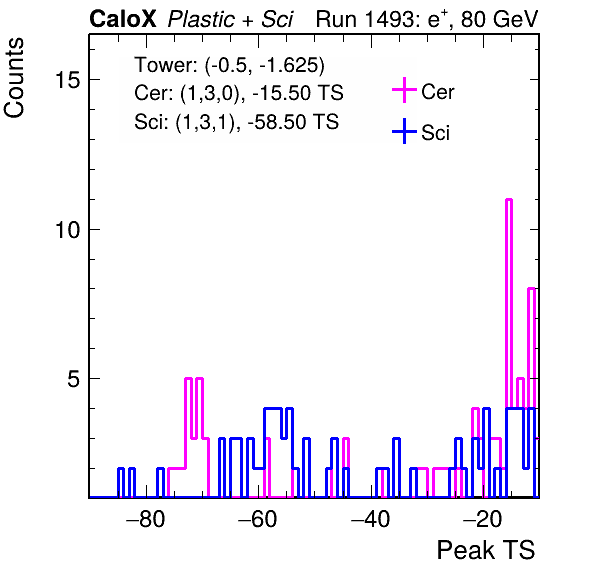 CaloX Plastic + Sci Run 1493: e+, 80 GeV
Counts
Tower: (-0.5, -1.625)
Cer: (1,3,0), -15.50 TS
Sci: (1,3,1), -58.50 TS
Cer
Sci
15
10
5
−80 −60 −40 −20
Peak TS